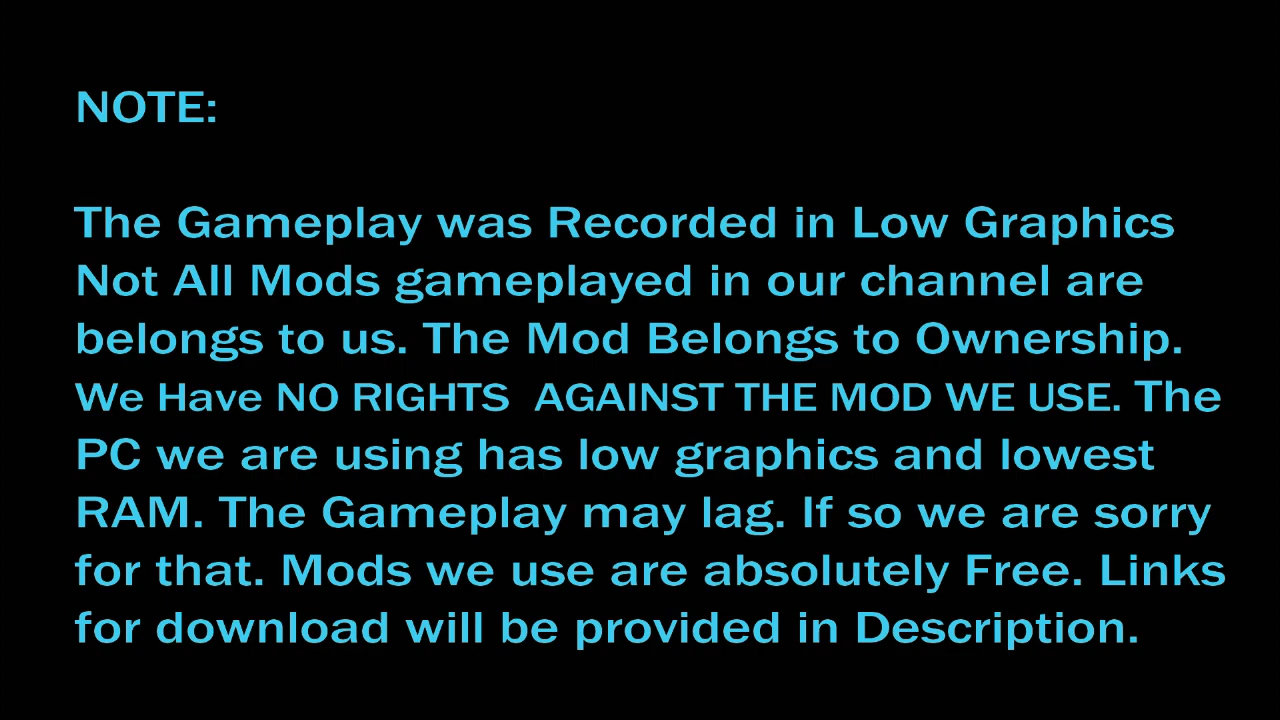 NOTE:
The Gameplay was Recorded in Low Graphics
Not All Mods gameplayed in our channel are
belongs to us. The Mod Belongs to Ownership.
We Have NO RIGHTS  AGAINST THE MOD WE USE. The
PC we are using has low graphics and lowest
RAM. The Gameplay may lag. If so we are sorry
for that. Mods we use are absolutely Free. Links
for download will be provided in Description.